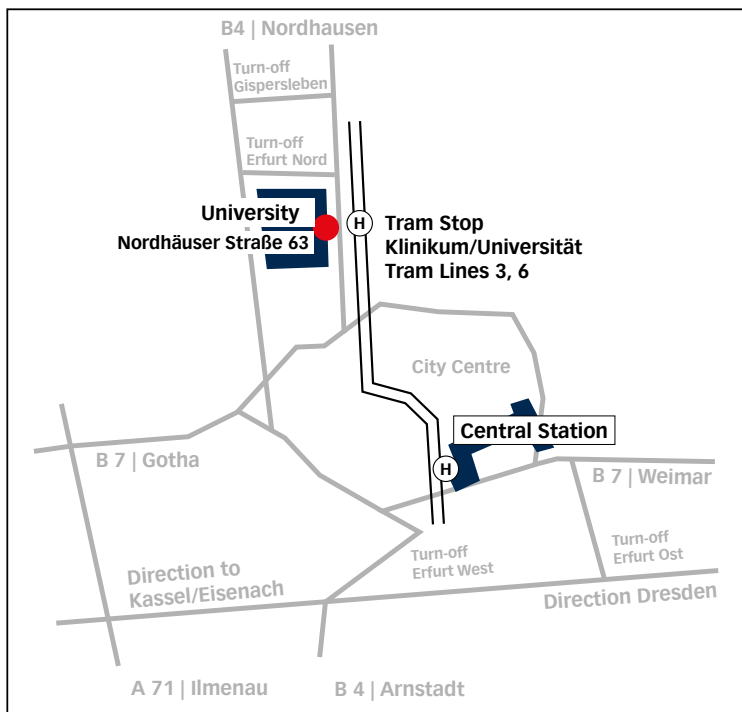 B4 | Nordhausen
Turn-off
Gispersleben
Turn-off
Erfurt Nord
University
Nordhäuser Straße 63
H
Tram Stop
Klinikum/Universität
Tram Lines 3, 6
City Centre
Central Station
H
B 7 | Gotha
B 7 | Weimar
Turn-off
Erfurt West
Turn-off
Erfurt Ost
Direction to
Kassel/Eisenach
Direction Dresden
A 71 | Ilmenau
B 4 | Arnstadt